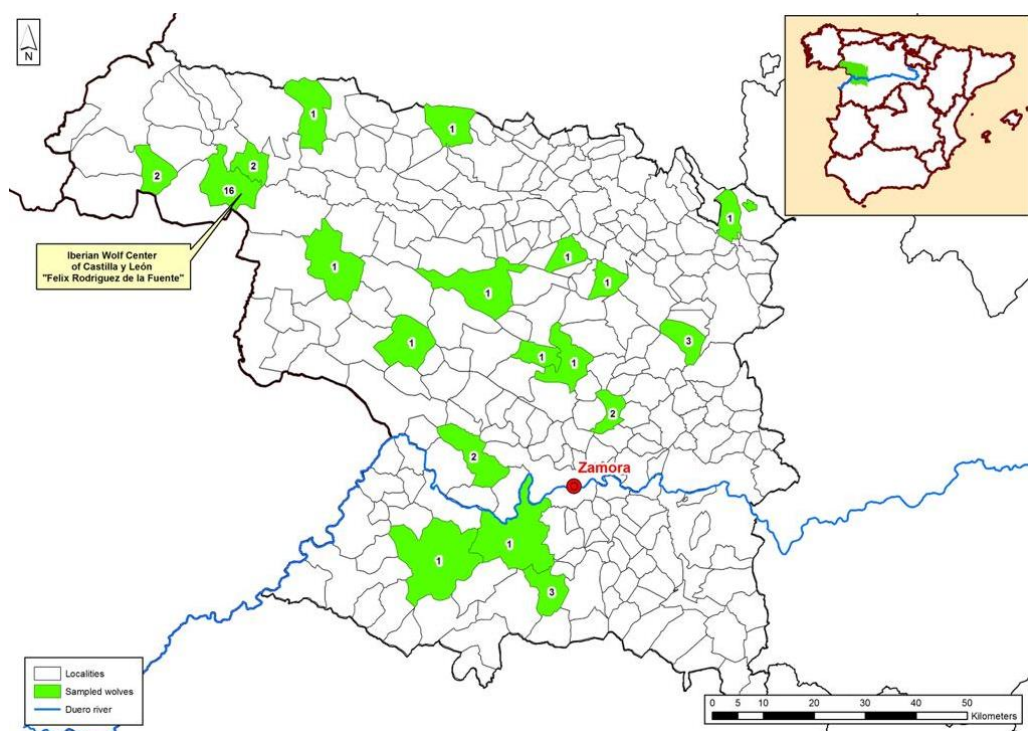 N
1
1
2
2
16
1
Iberian Wolf Center
of Castilla y León
"Felix Rodriguez de la Fuente"
1
1
1
1
3
1
1
1
2
2
Zamora
1
1
3
Localities
Sampled wolves
Duero river
0 5 10 20 30 40 50
Kilometers